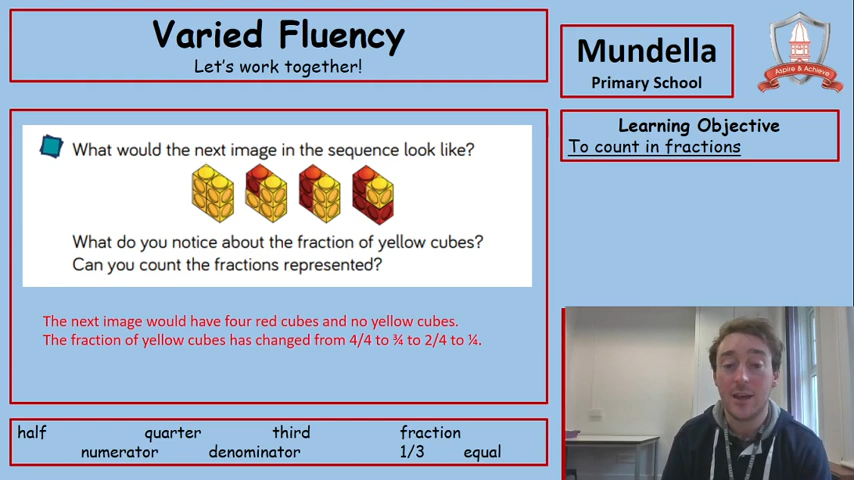 Varied Fluency
Let's work together!
Mundella
Primary School
Aspire & Achieve
Learning Objective
To count in fractions
What would the next image in the sequence look like?
What do you notice about the fraction of yellow cubes?
Can you count the fractions represented?
The next image would have four red cubes and no yellow cubes.
The fraction of yellow cubes has changed from 4/4 to ¾ to 2/4 to ¼.
half quarter third fraction
numerator denominator 1/3 equal